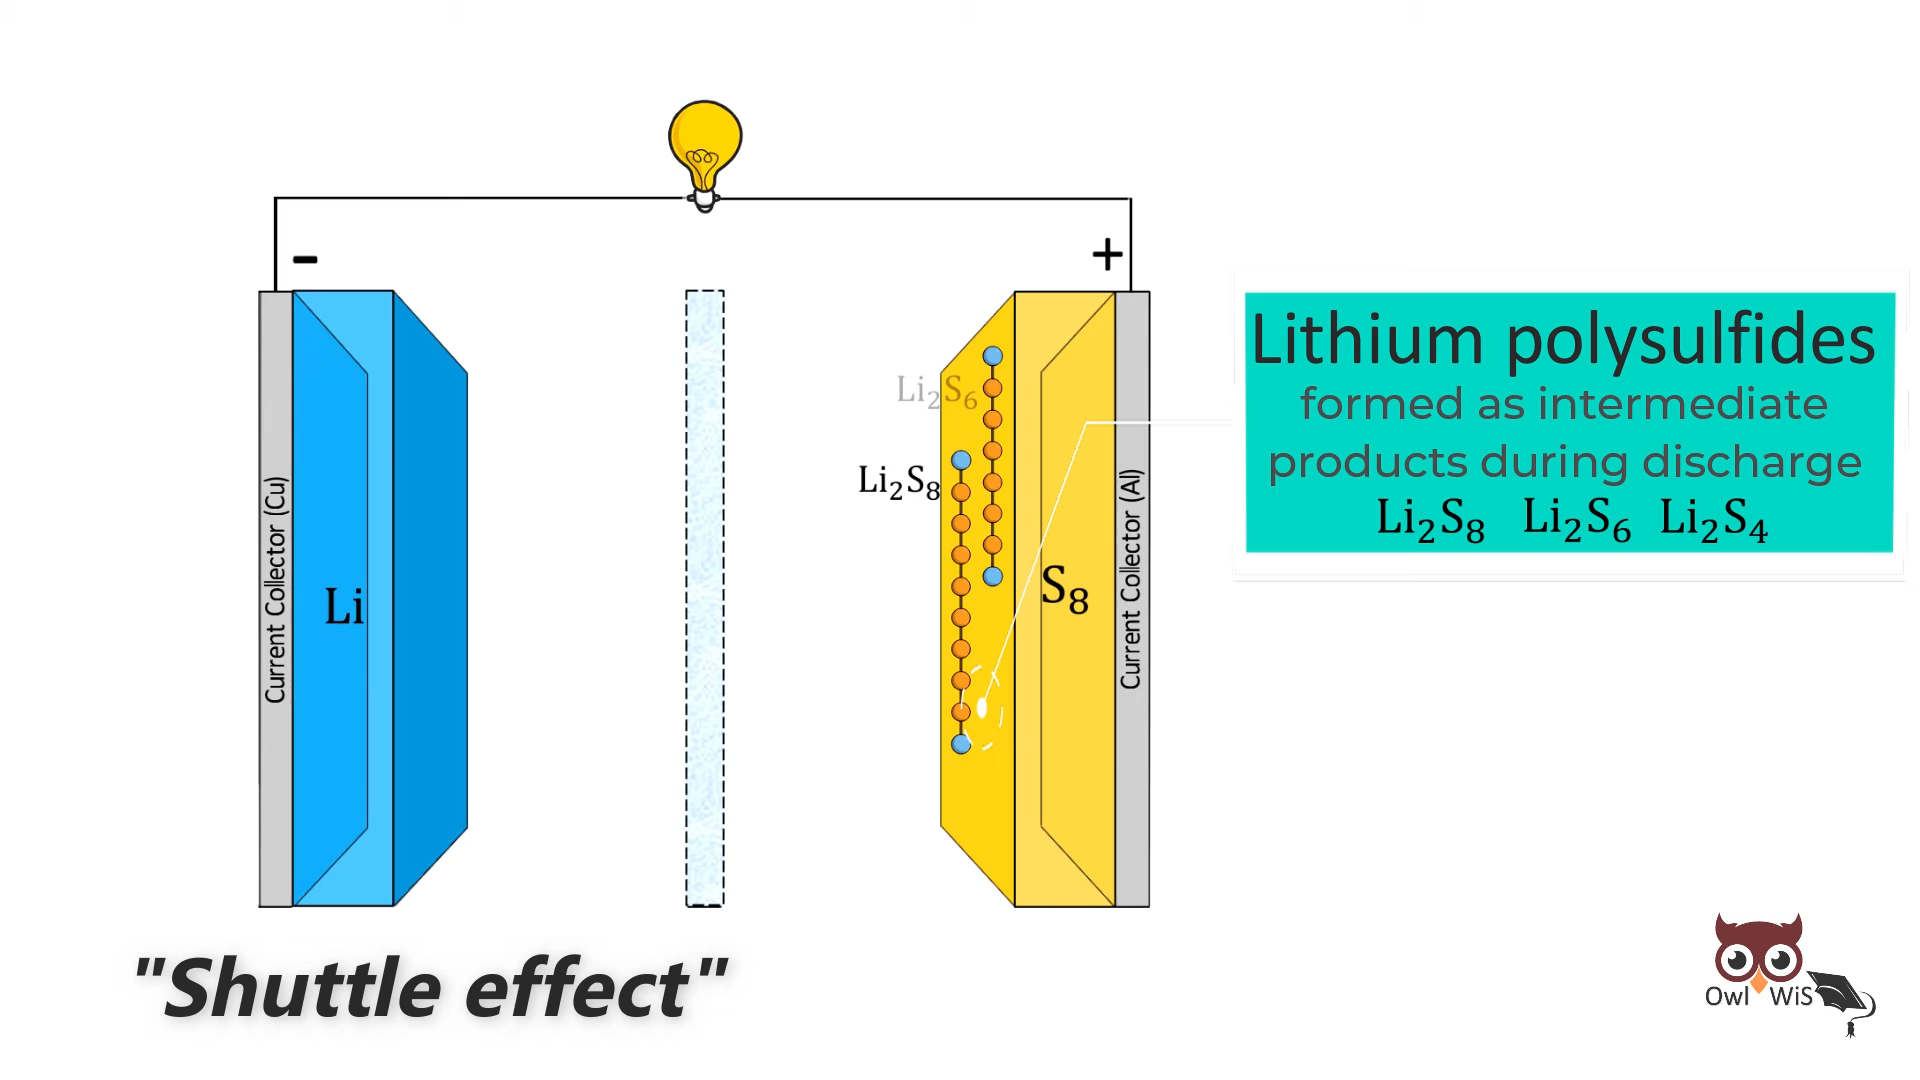 -
+
Lithium polysulfides
formed as intermediate
products during discharge
Li₂S₈ Li₂S₆ Li₂S₄
Li₂S₆
Li₂S₈
Current Collector (Cu)
Li
S₈
Current Collector (Al)
"Shuttle effect"
Owl WiS